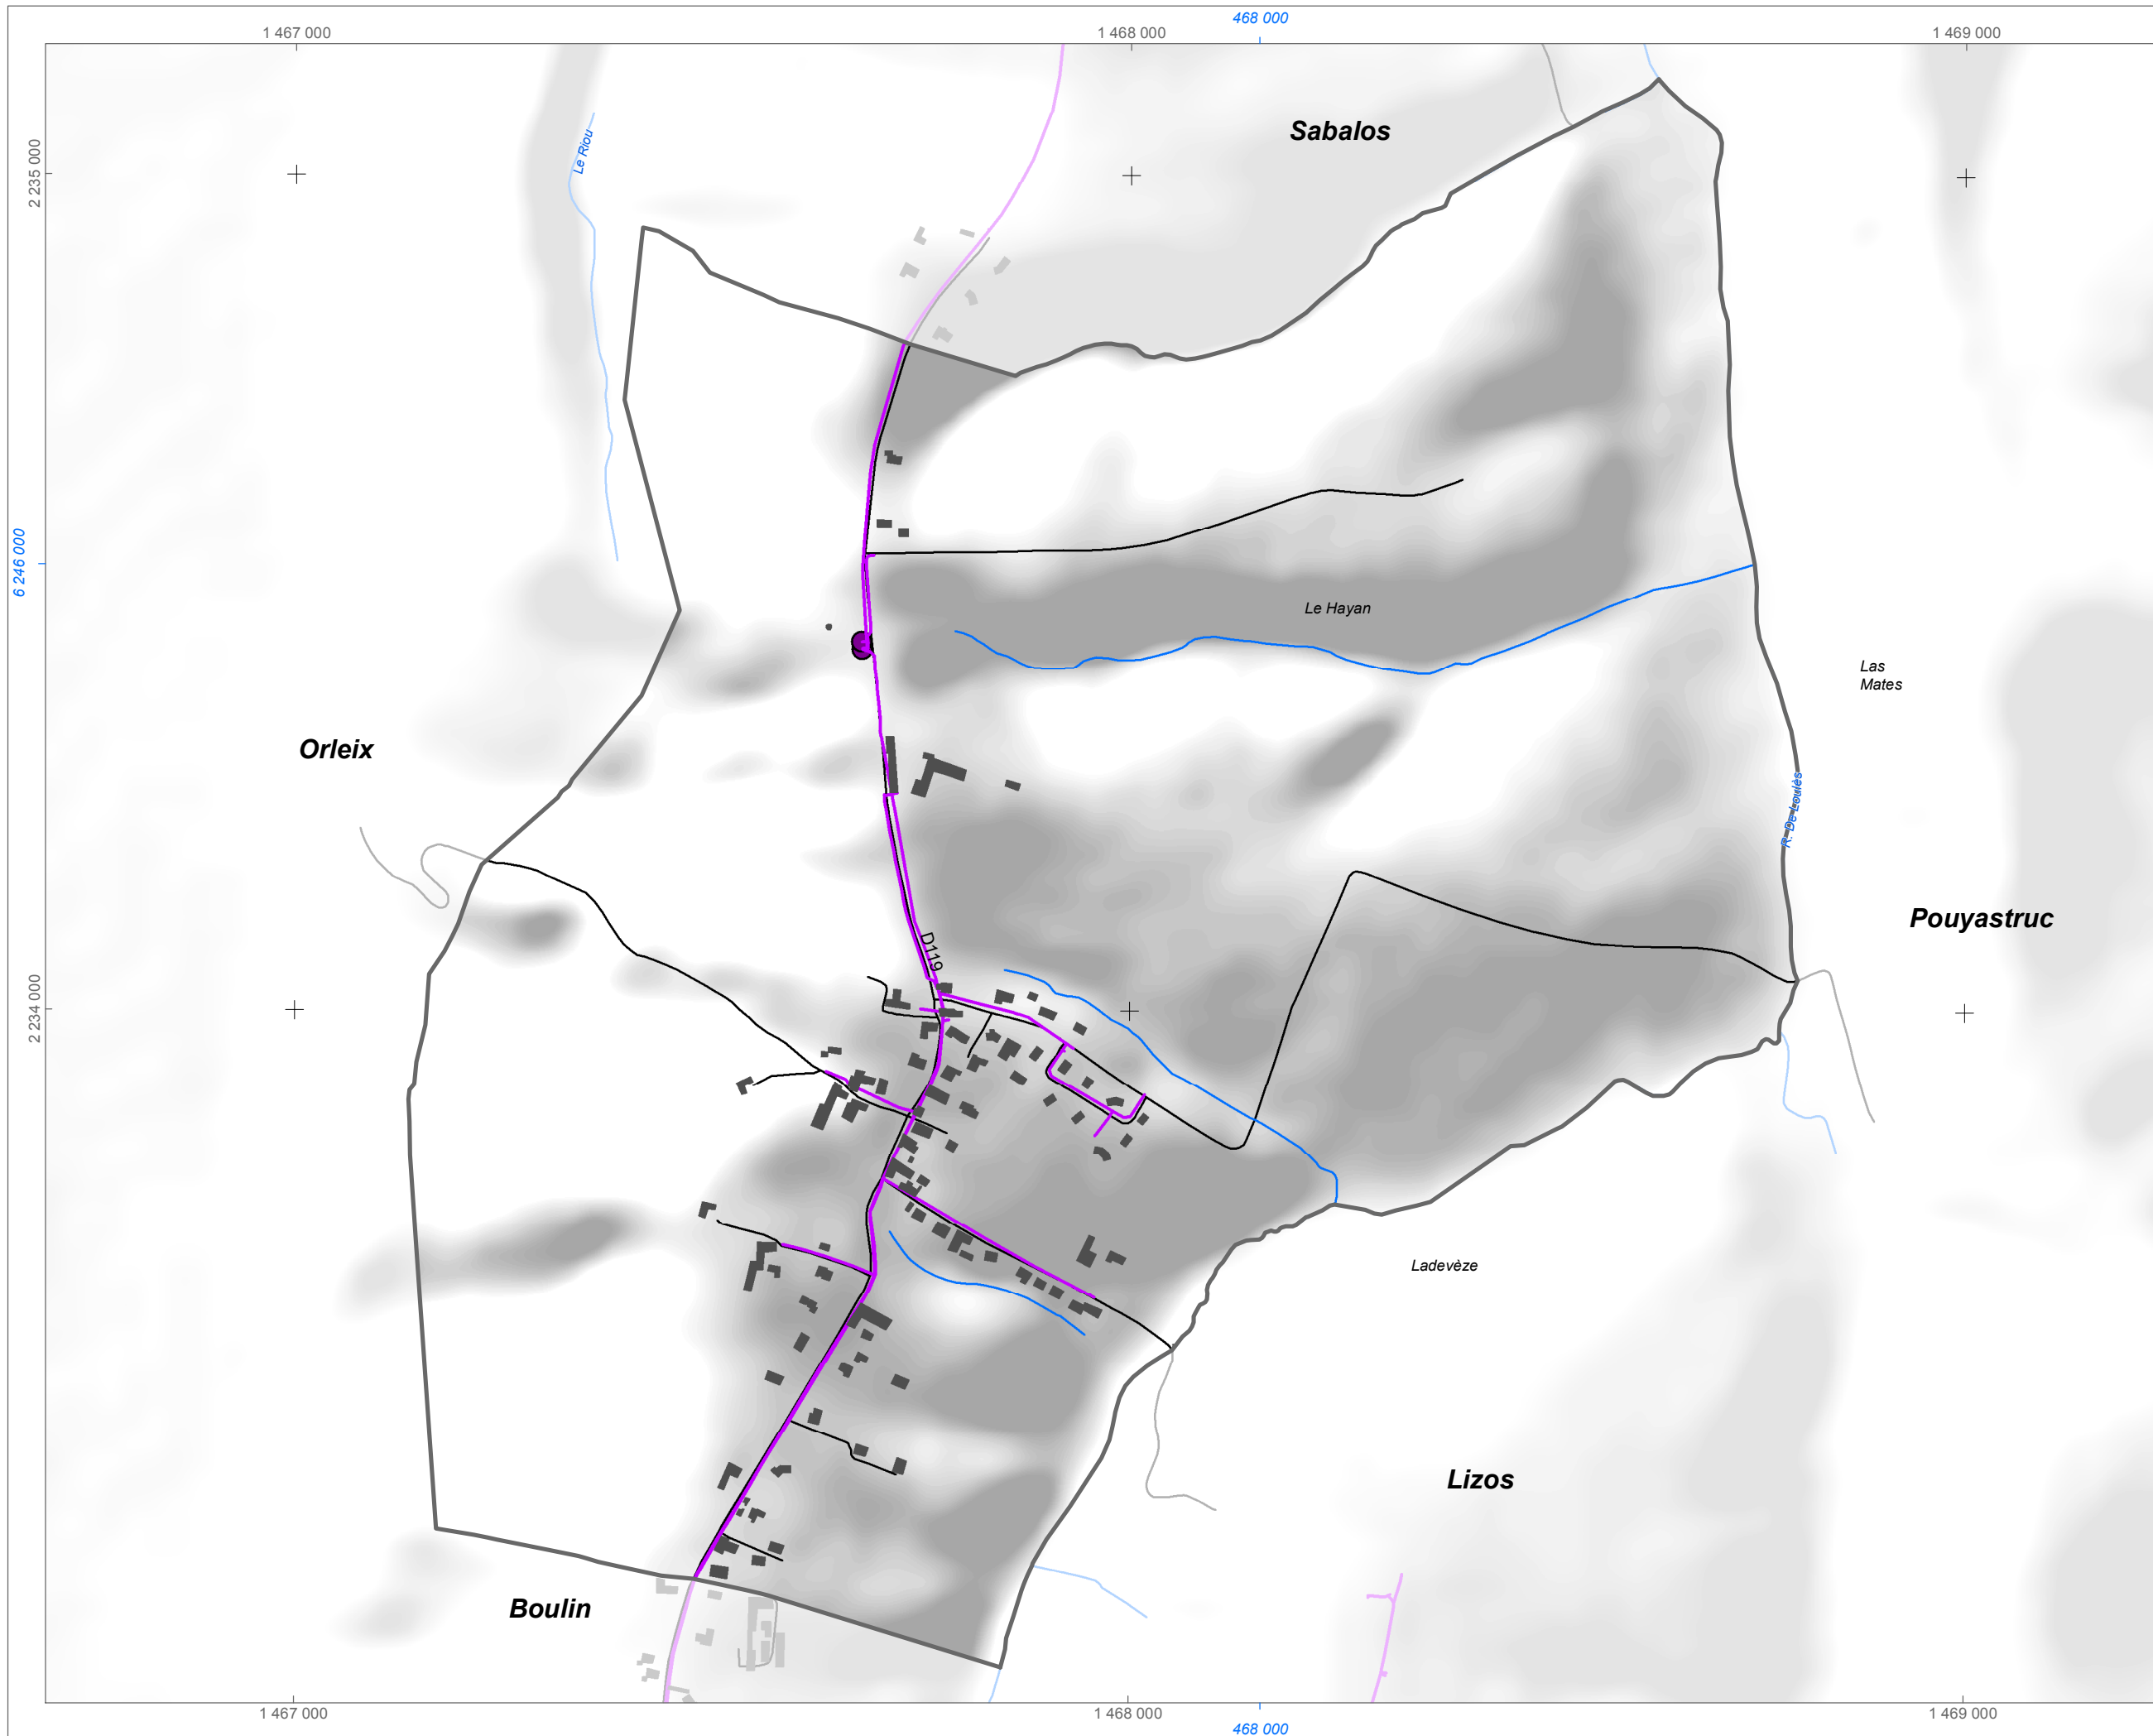 468 000
1 467 000
1 468 000
1 469 000
Sabalos
Le Riou
2 235 000
6 246 000
Le Hayan
Las
Mates
Orleix
R. De Loulès
Pouyastruc
D119
2 234 000
Ladevèze
Lizos
Boulin
1 467 000
1 468 000
1 469 000
468 000